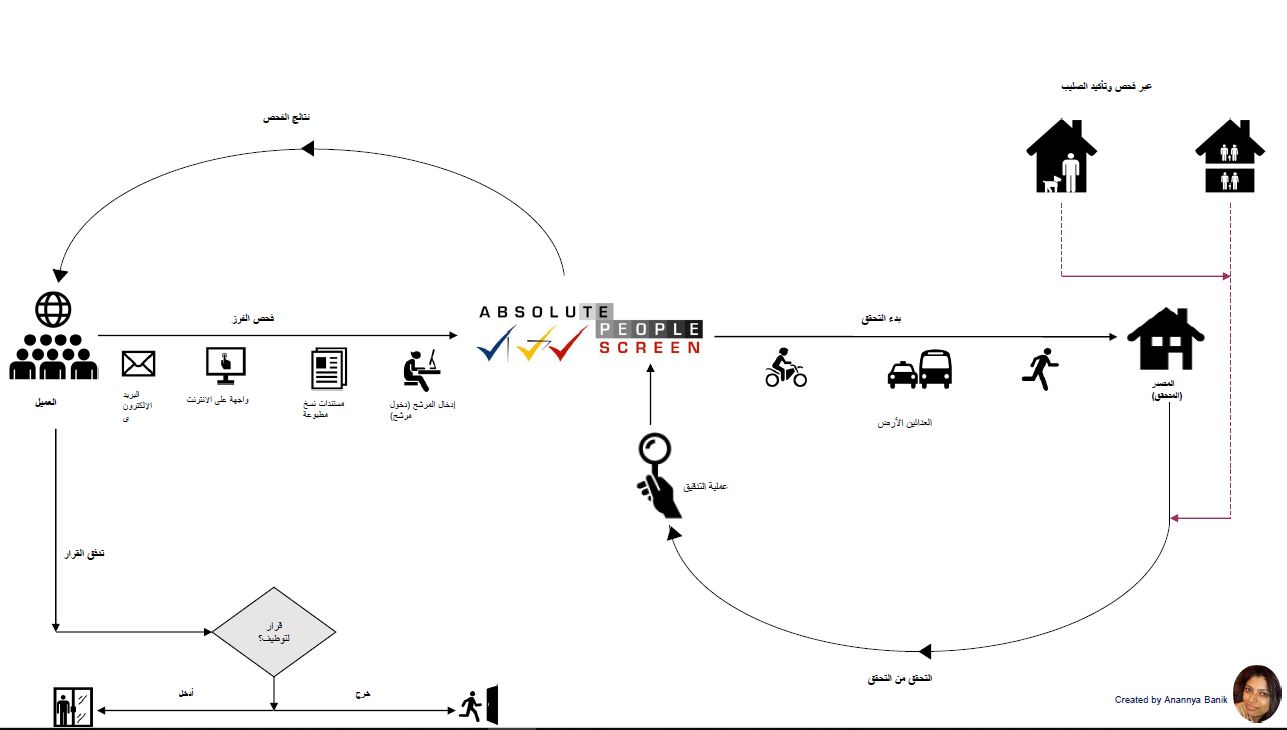 عبر فحص وتأكيد الصليب
نتائج الفحص
فحص الفرز
ABSOLUTE
PEOPLE
SCREEN
بدء التحقق
العميل
البريد
الإلكترون
ي
واجهة على الانترنت
مستندات نسخ
مطبوعة
إدخال المرشح (دخول
مرشح)
العدائين الأرض
المصدر
(المتحقق)
عملية التدقيق
تدفق القرار
قرار
لتوظيف؟
أدخل
خرج
التحقق من التحقق
Created by Anannya Banik